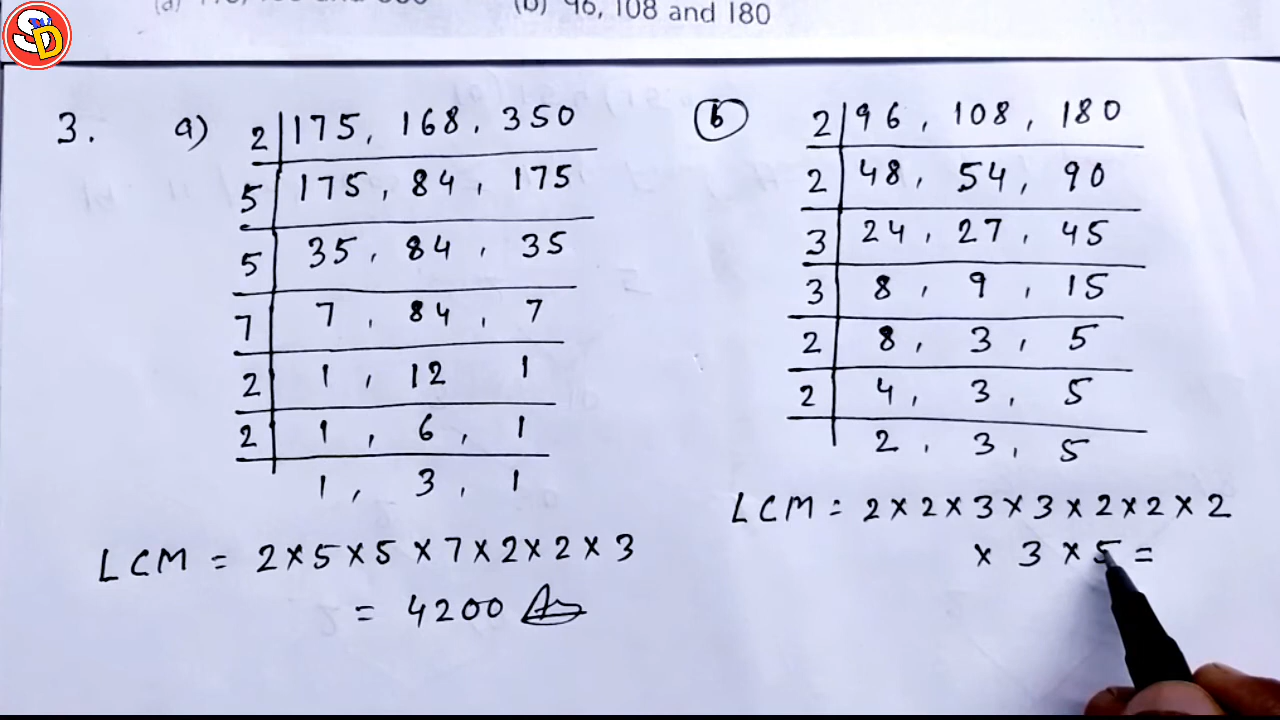 SD
(b) 96, 108 and 180
3. a) 2 | 175, 168, 350
5 | 175, 84, 175
5 | 35, 84, 35
7 | 7, 84, 7
2 | 1, 12 1
2 | 1, 6, 1
1, 3, 1
LCM = 2×5×5×7×2×2×3
= 4200 Ans
(b) 2 | 96, 108, 180
2 | 48, 54, 90
3 | 24, 27, 45
3 | 8, 9, 15
2 | 8, 3, 5
2 | 4, 3, 5
2, 3, 5
LCM = 2×2×3×3×2×2×2
× 3 × 5 =